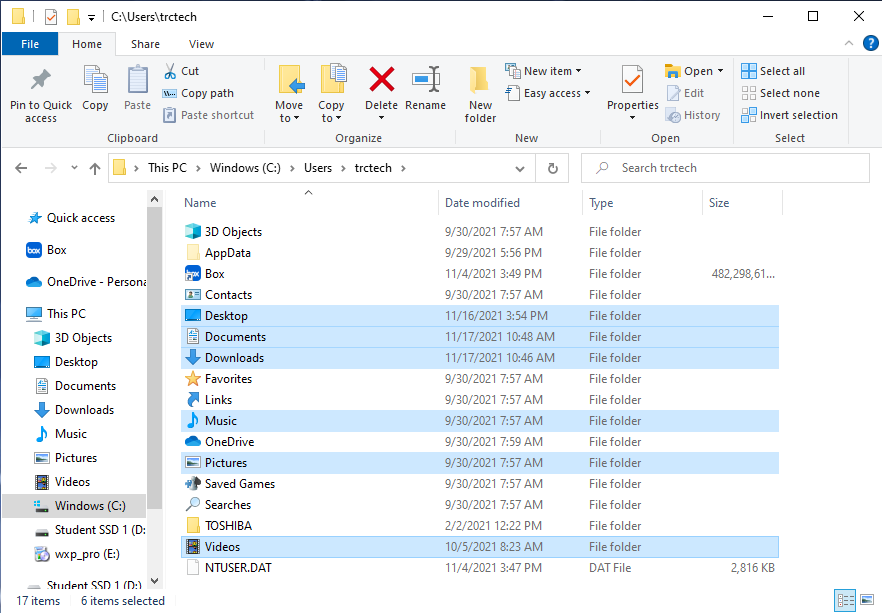 C:\Users\trctech
File Home Share View
Pin to Quick access
Copy
Paste
Cut
Copy path
Paste shortcut
Clipboard
Move to
Copy to
Delete
Rename
Organize
New folder
New item
Easy access
New
Properties
Open
Edit
History
Open
Select all
Select none
Invert selection
Select
This PC > Windows (C:) > Users > trctech >
Search trctech
Quick access
box Box
OneDrive - Persona
This PC
3D Objects
Desktop
Documents
Downloads
Music
Pictures
Videos
Windows (C:)
Student SSD 1 (D:
wxp_pro (E:)
Student SSD 1 (D:)
Name Date modified Type Size
3D Objects 9/30/2021 7:57 AM File folder
AppData 9/29/2021 5:56 PM File folder
Box 11/4/2021 3:49 PM File folder 482,298,61...
Contacts 9/30/2021 7:57 AM File folder
Desktop 11/16/2021 3:54 PM File folder
Documents 11/17/2021 10:48 AM File folder
Downloads 11/17/2021 10:46 AM File folder
Favorites 9/30/2021 7:57 AM File folder
Links 9/30/2021 7:57 AM File folder
Music 9/30/2021 7:57 AM File folder
OneDrive 9/30/2021 7:59 AM File folder
Pictures 9/30/2021 7:57 AM File folder
Saved Games 9/30/2021 7:57 AM File folder
Searches 9/30/2021 7:57 AM File folder
TOSHIBA 2/2/2021 12:22 PM File folder
Videos 10/5/2021 8:23 AM File folder
NTUSER.DAT 11/4/2021 3:47 PM DAT File 2,816 KB
17 items 6 items selected